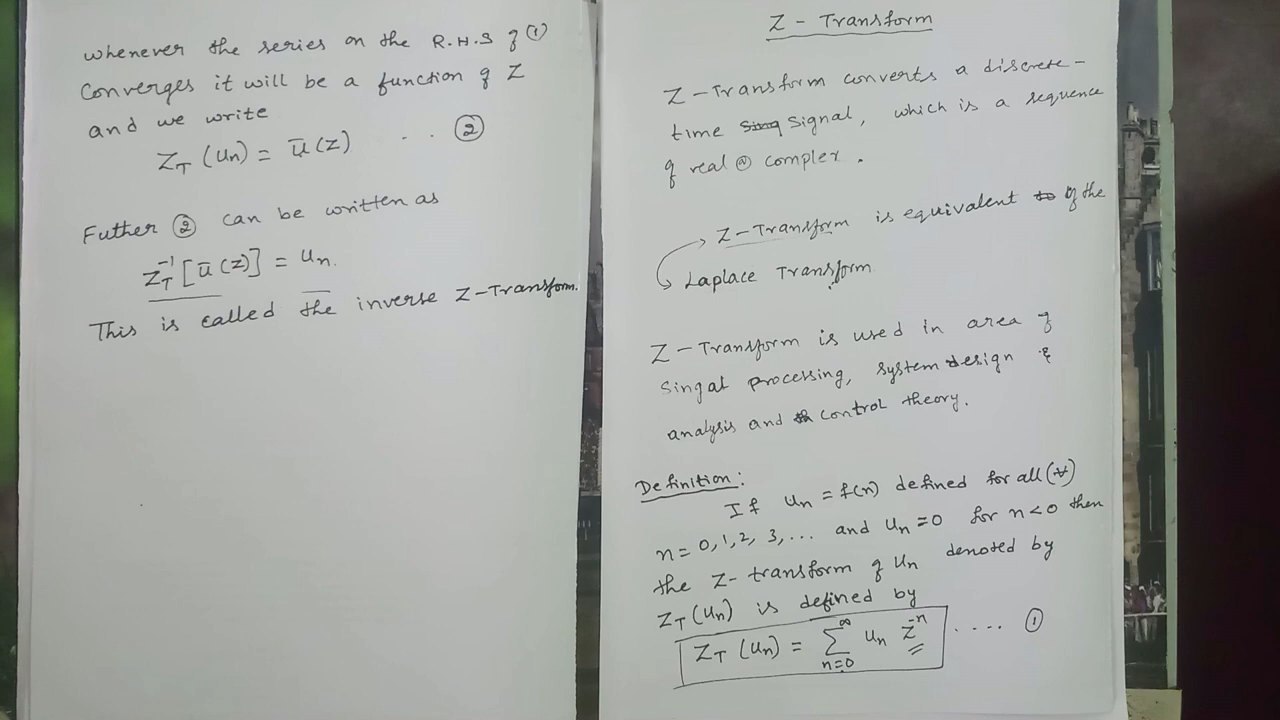 Z - Transform
Z - Transform converts a discrete -
time Sing Signal, which is a sequence
of real @ complex.
Z - Transform is equivalent to of the
Laplace Transform
Z - Transform is used in area of
Singal processing, system design &
analysis and th control theory.
Definition:
If un = f(n) defined for all (∀)
n = 0, 1, 2, 3, ... and un = 0 for n < 0 then
the Z - transform of un denoted by
ZT (un) is defined by
ZT (un) = ∑_{n=0}^{∞} un z^{-n} .... ①
whenever the series on the R.H.S of ①
Converges it will be a function of Z
and we write
ZT (un) = ū(z) ... ②
Futher ② can be written as
ZT^{-1} [ū(z)] = un.
This is called the inverse Z - Transform.